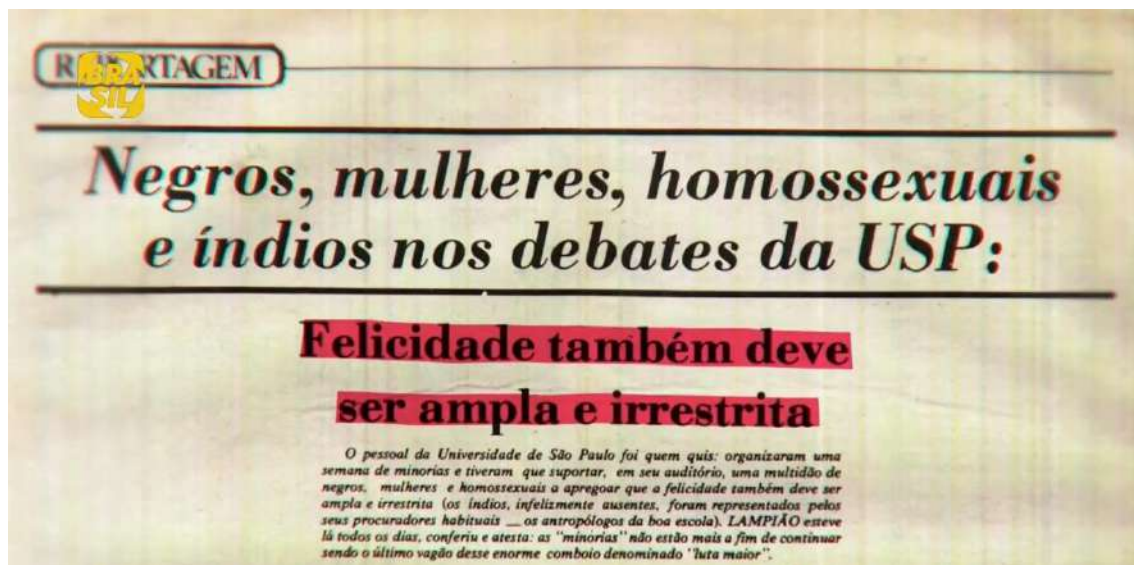 REPORTAGEM
BRA
SIL
Negros, mulheres, homossexuais
e índios nos debates da USP:
Felicidade também deve
ser ampla e irrestrita
O pessoal da Universidade de São Paulo foi quem quis: organizaram uma
semana de minorias e tiveram que suportar, em seu auditório, uma multidão de
negros, mulheres e homossexuais a apregoar que a felicidade também deve ser
ampla e irrestrita (os índios, infelizmente ausentes, foram representados pelos
seus procuradores habituais __ os antropólogos da boa escola). LAMPIÃO esteve
lá todos os dias, conferiu e atesta: as "minorias" não estão mais a fim de continuar
sendo o último vagão desse enorme comboio denominado "luta maior".